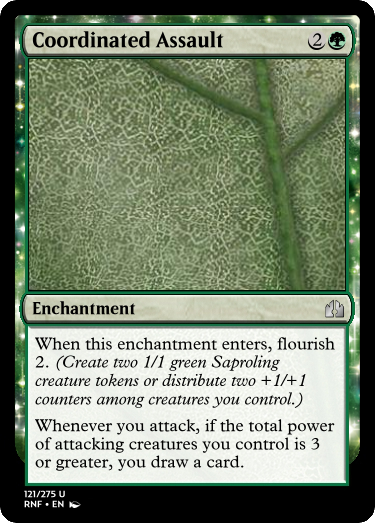 Coordinated Assault 2
Enchantment
When this enchantment enters, flourish
2. (Create two 1/1 green Saproling
creature tokens or distribute two +1/+1
counters among creatures you control.)
Whenever you attack, if the total power
of attacking creatures you control is 3
or greater, you draw a card.
121/275 U
RNF • EN